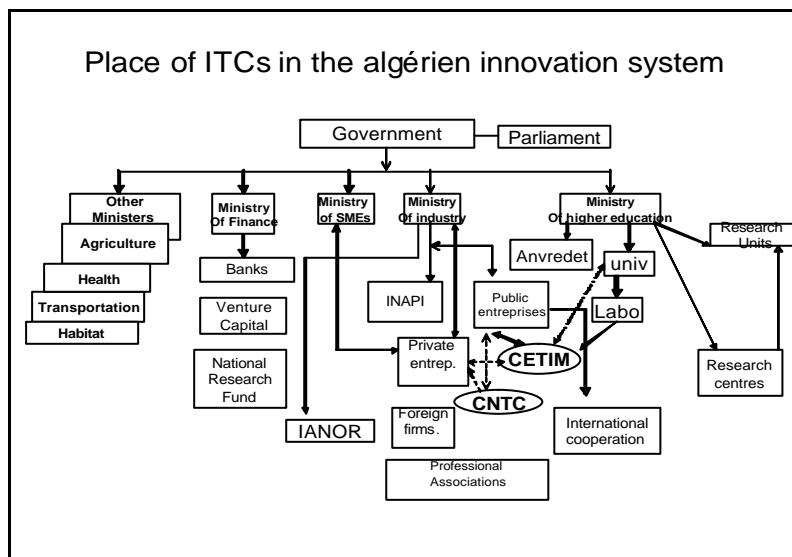 Place of ITCs in the algérien innovation system
Government
Parliament
Other
Ministers
Agriculture
Health
Transportation
Habitat
Ministry
Of Finance
Banks
Venture
Capital
National
Research
Fund
Ministry
of SMEs
Ministry
Of industry
INAPI
Public
entreprises
Private
entrep.
CETIM
CNTC
IANOR
Foreign
firms.
Professional
Associations
International
cooperation
Ministry
Of higher education
Anvredet
univ
Labo
Research
Units
Research
centres